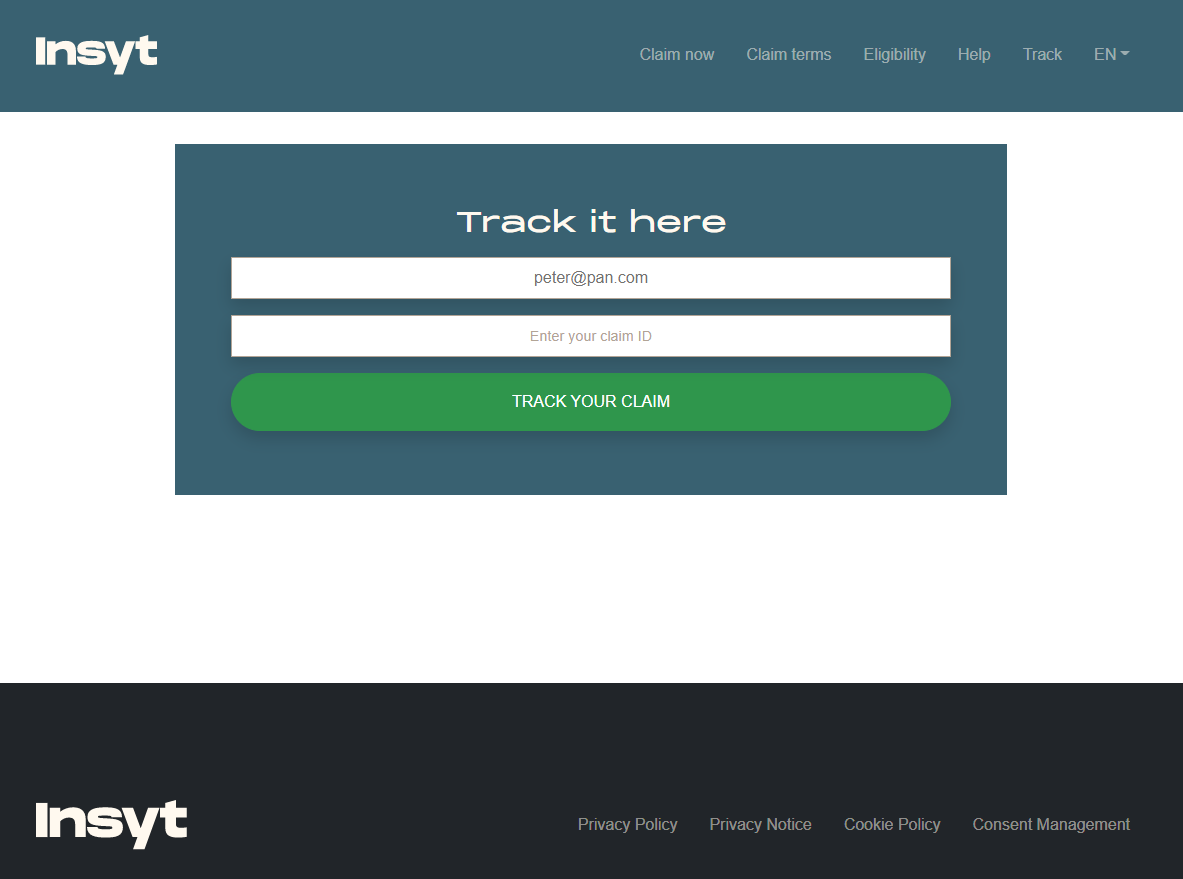 Insyt
Claim now Claim terms Eligibility Help Track EN
Track it here
peter@pan.com
Enter your claim ID
TRACK YOUR CLAIM
Insyt
Privacy Policy Privacy Notice Cookie Policy Consent Management